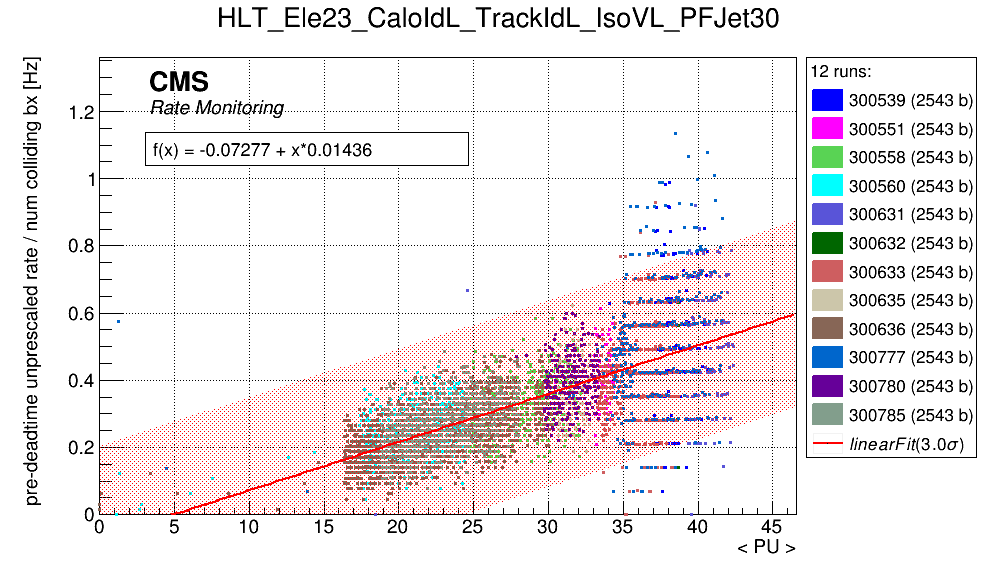 HLT_Ele23_CaloIdL_TrackIdL_IsoVL_PFJet30
pre-deadtime unprescaled rate / num colliding bx [Hz]
CMS
Rate Monitoring
f(x) = -0.07277 + x*0.01436
1.2
1
0.8
0.6
0.4
0.2
0
0 5 10 15 20 25 30 35 40 45
< PU >
12 runs:
300539 (2543 b)
300551 (2543 b)
300558 (2543 b)
300560 (2543 b)
300631 (2543 b)
300632 (2543 b)
300633 (2543 b)
300635 (2543 b)
300636 (2543 b)
300777 (2543 b)
300780 (2543 b)
300785 (2543 b)
linearFit(3.0σ)